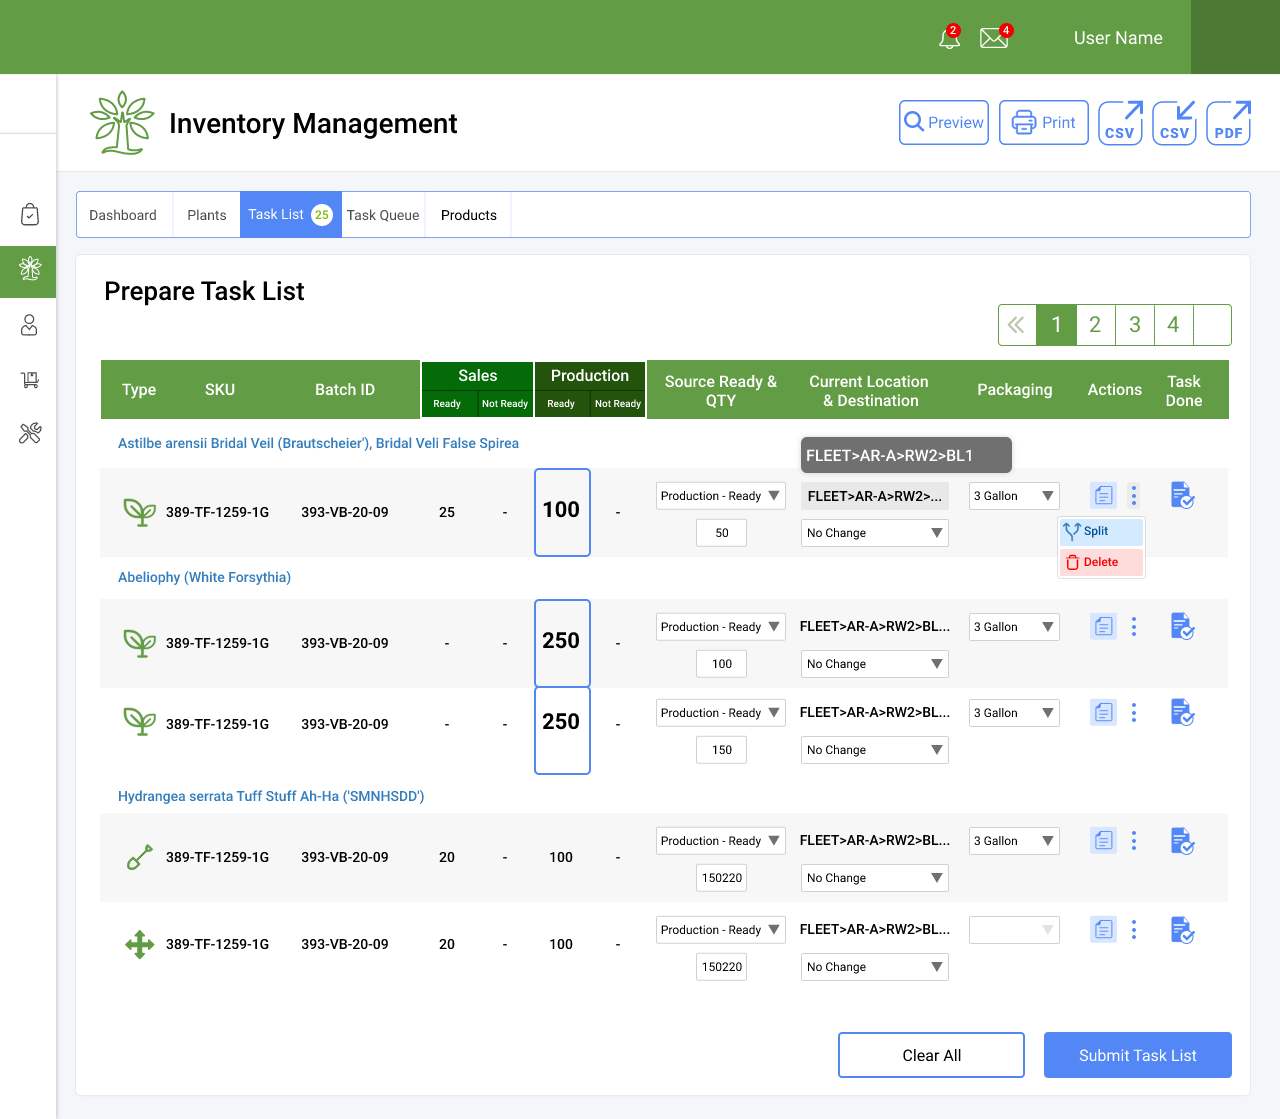 2
4
User Name
Inventory Management
Preview
Print
CSV
CSV
PDF
Dashboard
Plants
Task List 25
Task Queue
Products
Prepare Task List
1 2 3 4
Type SKU Batch ID
Sales
Ready Not Ready
Production
Ready Not Ready
Source Ready & QTY
Current Location & Destination
Packaging
Actions
Task Done
Astilbe arensii Bridal Veil (Brautscheier'), Bridal Veli False Spirea
FLEET>AR-A>RW2>BL1
389-TF-1259-1G 393-VB-20-09 25 - 100 - Production - Ready FLEET>AR-A>RW2>... 3 Gallon
50 No Change
Split
Delete
Abeliophy (White Forsythia)
389-TF-1259-1G 393-VB-20-09 - - 250 - Production - Ready FLEET>AR-A>RW2>BL... 3 Gallon
100 No Change
389-TF-1259-1G 393-VB-20-09 - - 250 - Production - Ready FLEET>AR-A>RW2>BL... 3 Gallon
150 No Change
Hydrangea serrata Tuff Stuff Ah-Ha ('SMNHSDD')
389-TF-1259-1G 393-VB-20-09 20 - 100 - Production - Ready FLEET>AR-A>RW2>BL... 3 Gallon
150220 No Change
389-TF-1259-1G 393-VB-20-09 20 - 100 - Production - Ready FLEET>AR-A>RW2>BL...
150220 No Change
Clear All
Submit Task List